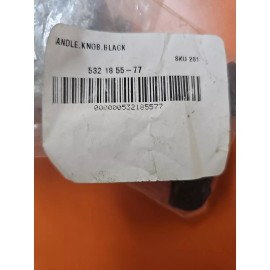 ANDLE.KNOB.BLACK
532 18 55-77
SKU 201
000000532185577